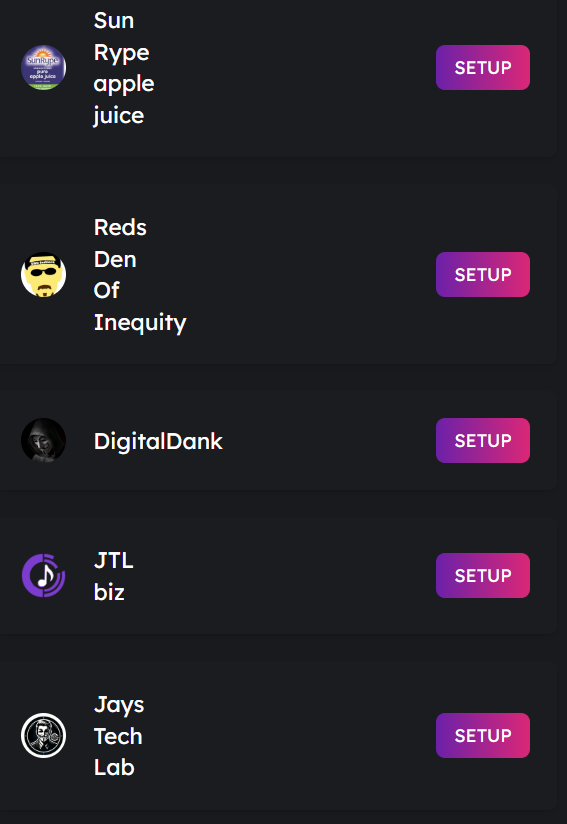 Sun
Rype
apple
juice
SETUP
SunRype
pure
apple juice
Reds
Den
Of
Inequity
SETUP
DigitalDank
SETUP
JTL
biz
SETUP
Jays
Tech
Lab
SETUP